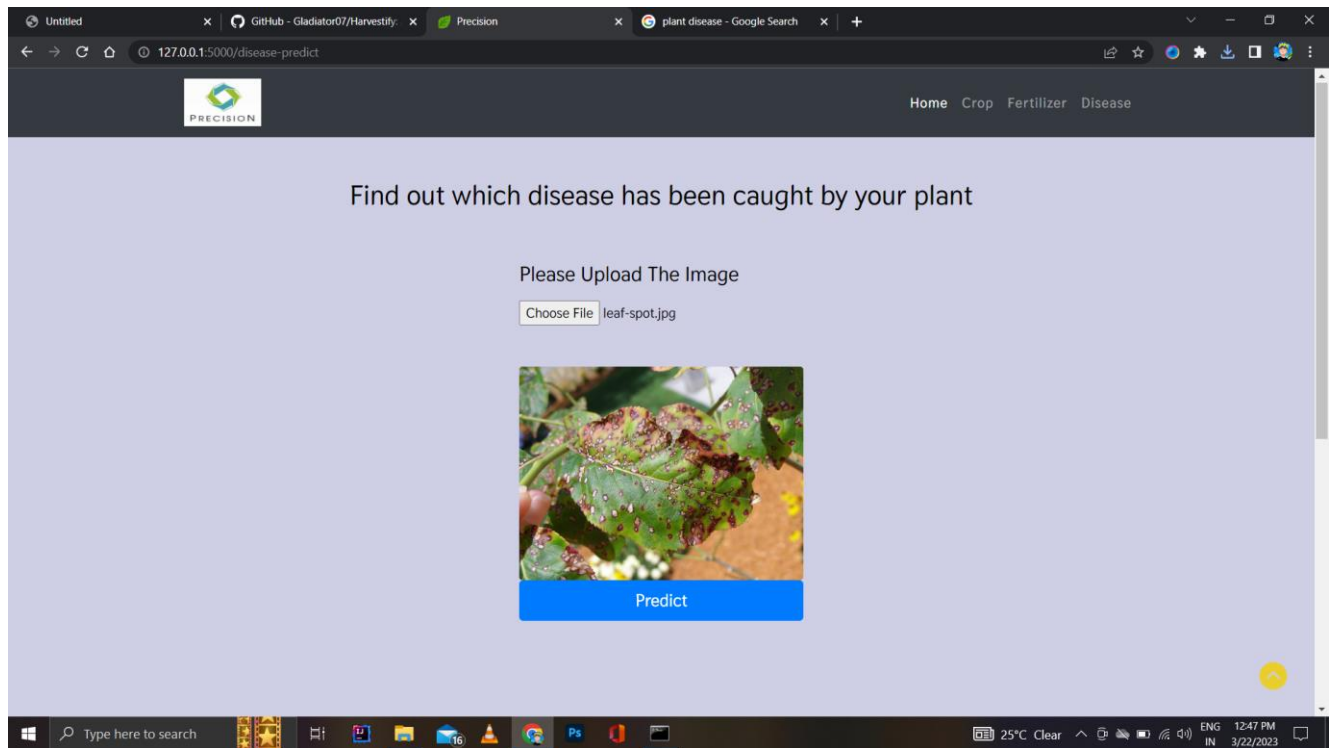 Untitled
GitHub - Gladiator07/Harvestify:
Precision
plant disease - Google Search
127.0.0.1:5000/disease-predict
PRECISION
Home Crop Fertilizer Disease
Find out which disease has been caught by your plant
Please Upload The Image
Choose File leaf-spot.jpg
Predict
Type here to search
16
Ps
25°C Clear
ENG
IN
12:47 PM
3/22/2023